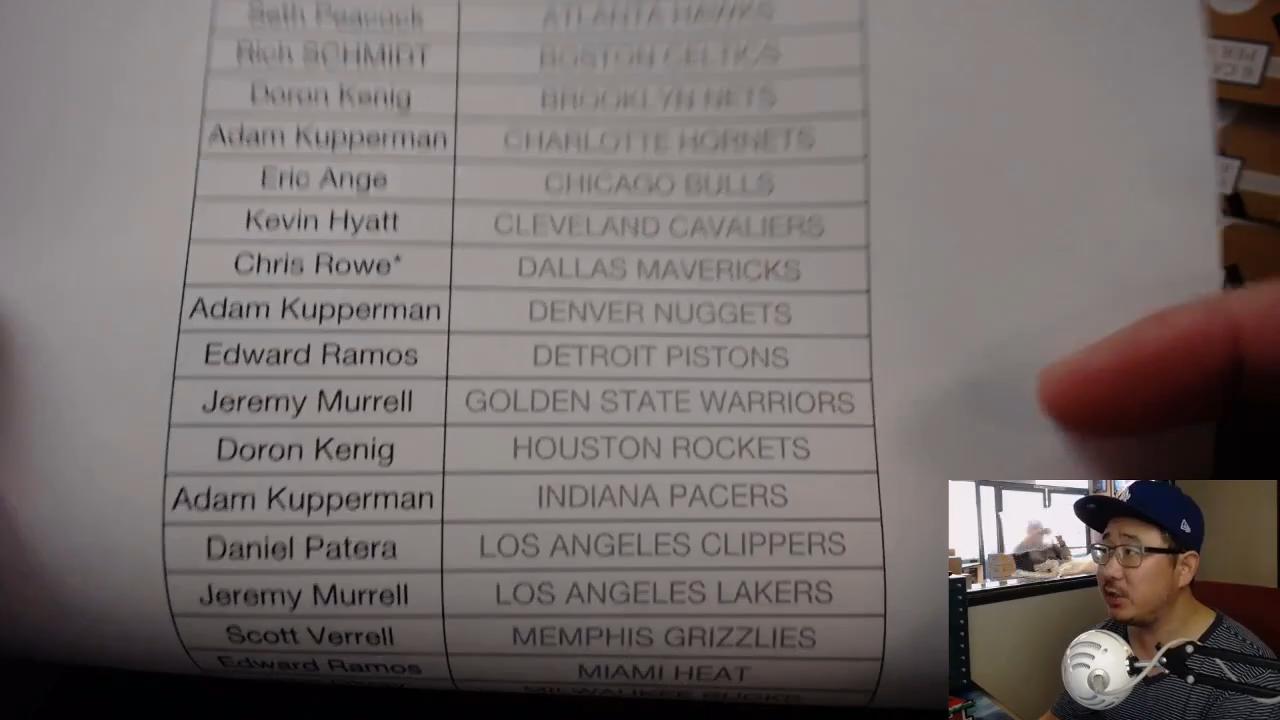 Seth Peacock ATLANTA HAWKS
Rich SCHMIDT BOSTON CELTICS
Doron Kenig BROOKLYN NETS
Adam Kupperman CHARLOTTE HORNETS
Eric Ange CHICAGO BULLS
Kevin Hyatt CLEVELAND CAVALIERS
Chris Rowe* DALLAS MAVERICKS
Adam Kupperman DENVER NUGGETS
Edward Ramos DETROIT PISTONS
Jeremy Murrell GOLDEN STATE WARRIORS
Doron Kenig HOUSTON ROCKETS
Adam Kupperman INDIANA PACERS
Daniel Patera LOS ANGELES CLIPPERS
Jeremy Murrell LOS ANGELES LAKERS
Scott Verrell MEMPHIS GRIZZLIES
Edward Ramos MIAMI HEAT
MILWAUKEE BUCKS